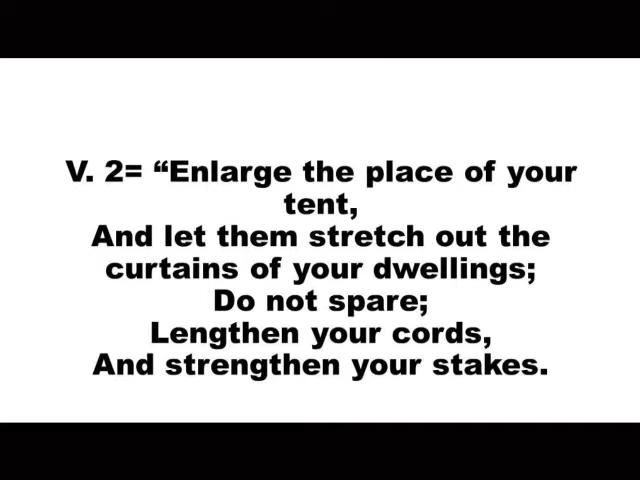 V. 2= “Enlarge the place of your
tent,
And let them stretch out the
curtains of your dwellings;
Do not spare;
Lengthen your cords,
And strengthen your stakes.